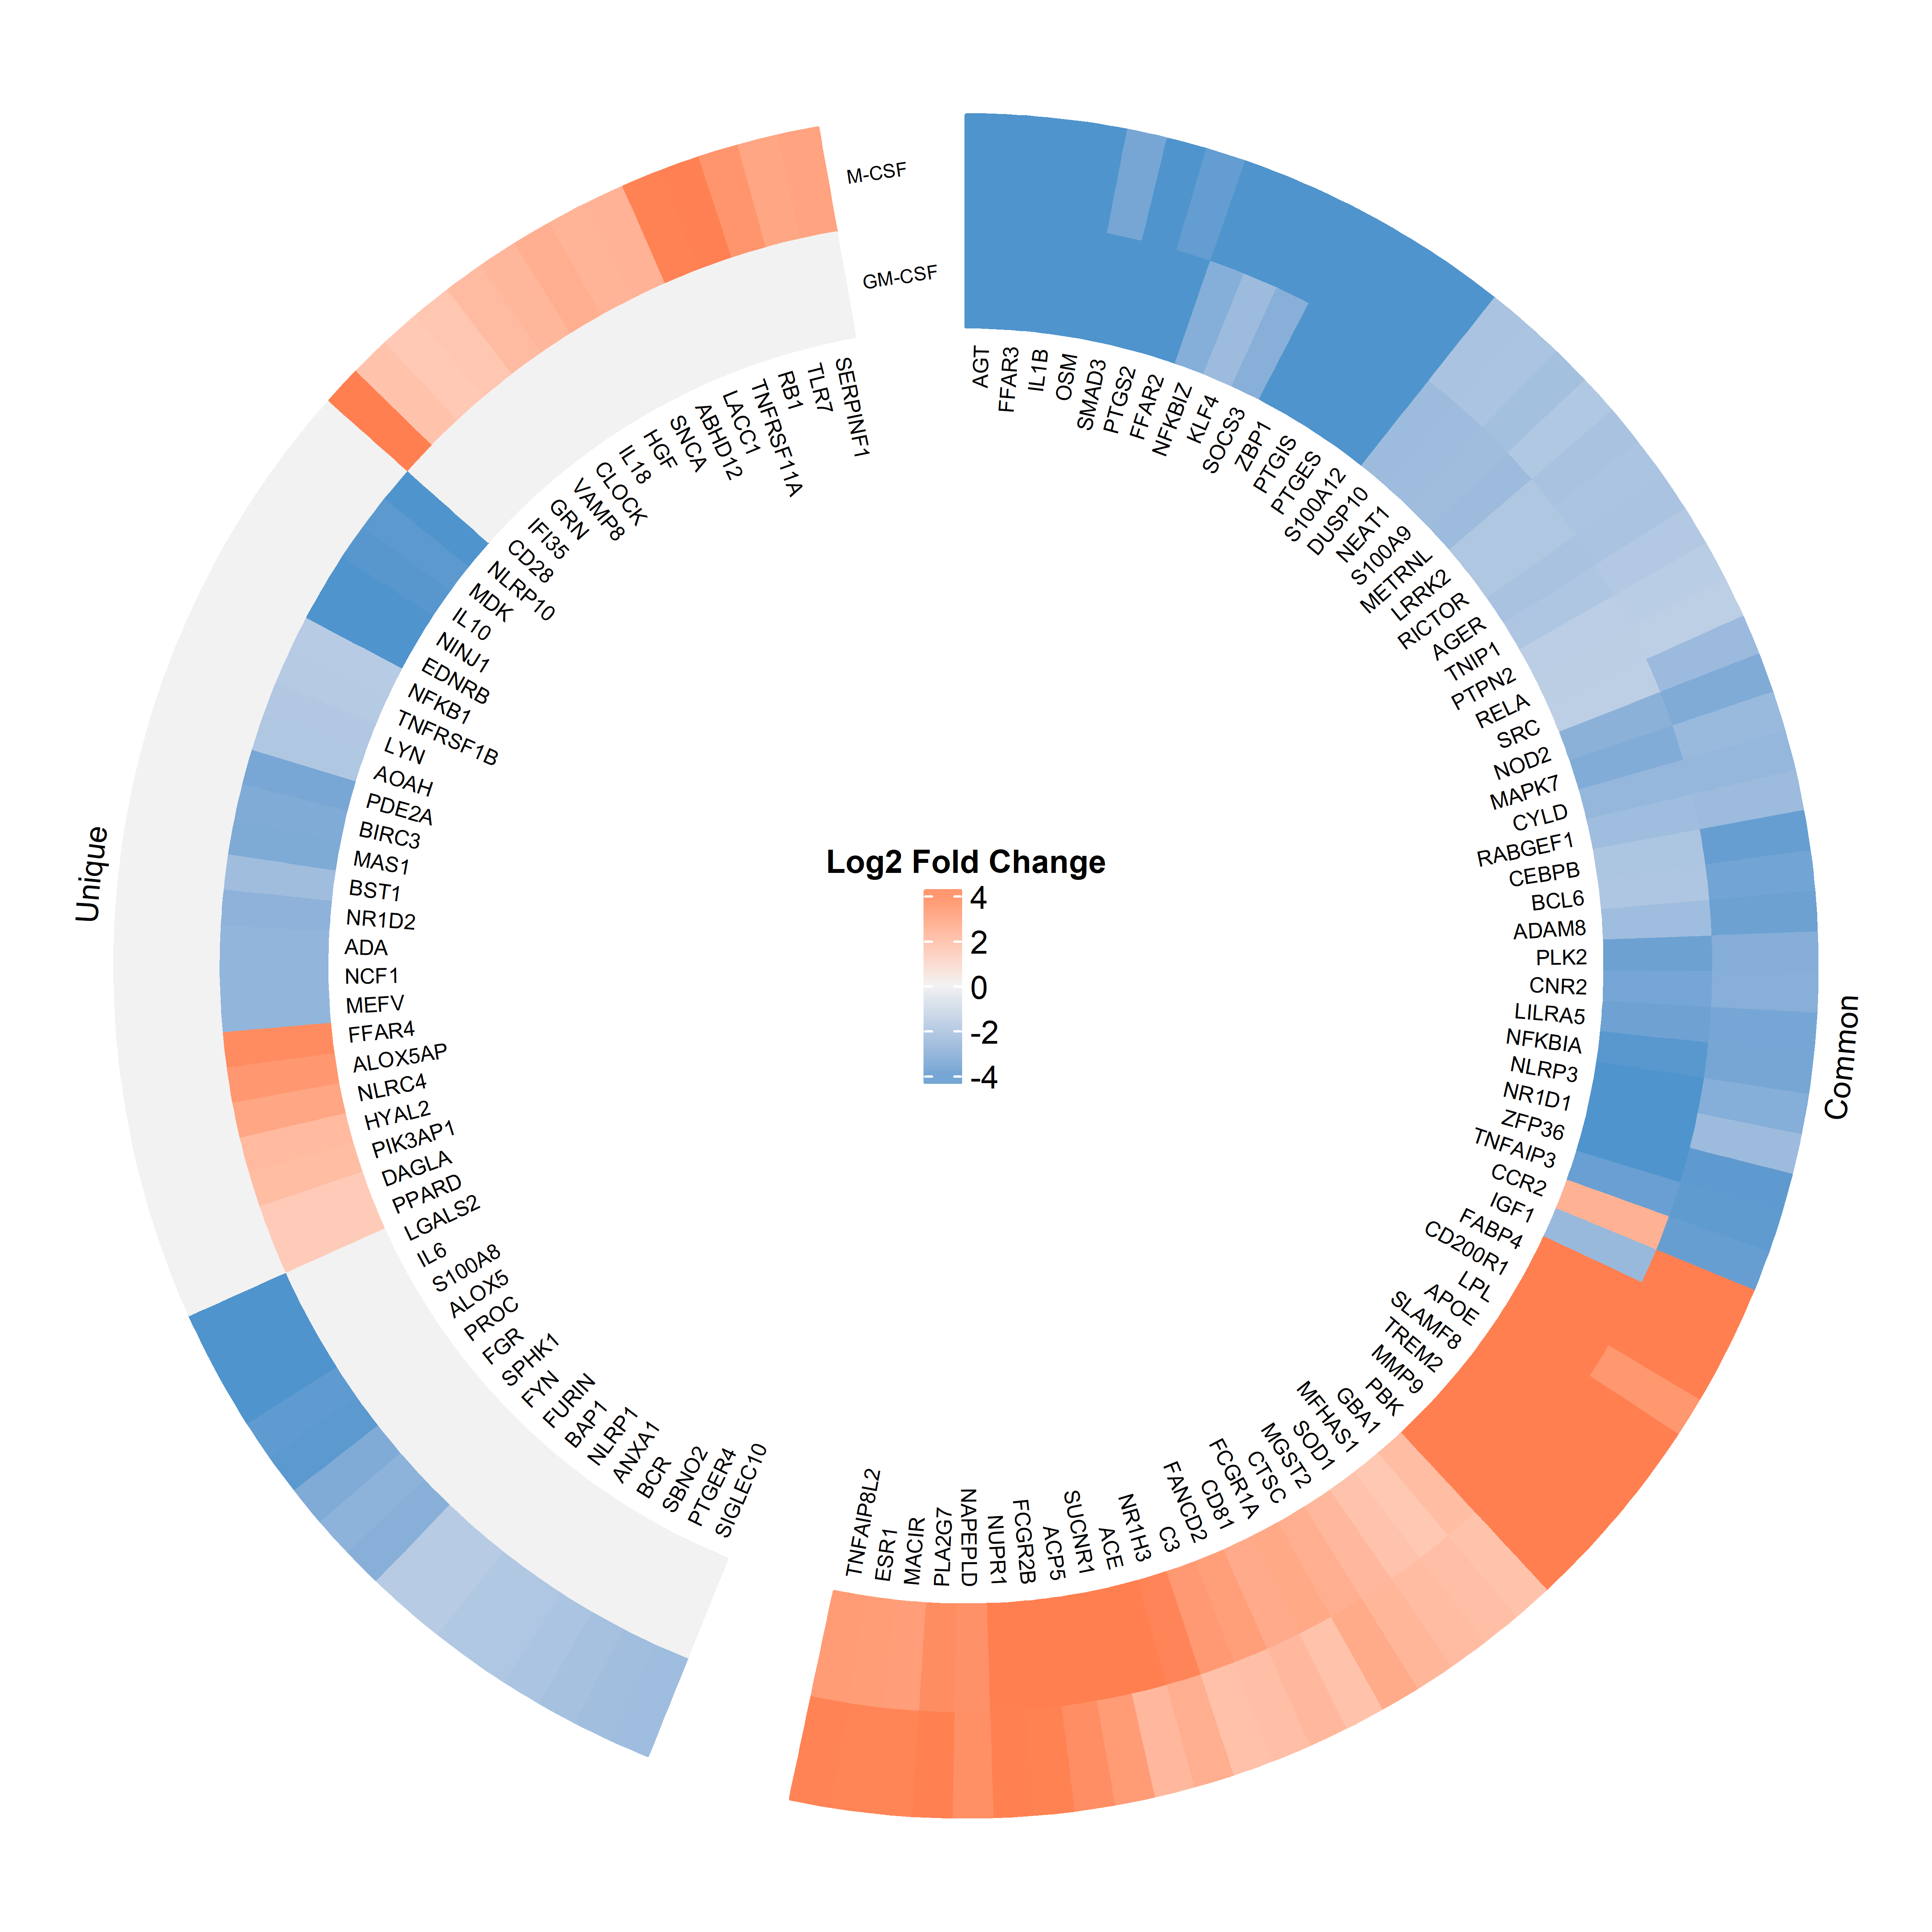 M-CSF
GM-CSF
AGT
FFAR3
IL1B
OSM
SMAD3
PTGS2
FFAR2
NFKBIZ
KLF4
SOCS3
ZBP1
PTGIS
PTGES
S100A12
DUSP10
NEAT1
S100A9
METRNL
LRRK2
RICTOR
AGER
TNIP1
PTPN2
RELA
SRC
NOD2
MAPK7
CYLD
RABGEF1
CEBPB
BCL6
ADAM8
PLK2
CNR2
LILRA5
NFKBIA
NLRP3
NR1D1
ZFP36
TNFAIP3
CCR2
IGF1
FABP4
CD200R1
LPL
APOE
SLAMF8
TREM2
MMP9
PBK
GBA1
MFHAS1
SOD1
MGST2
CTSC
FCGR1A
CD81
FANCD2
C3
NR1H3
ACE
SUCNR1
ACP5
FCGR2B
NUPR1
NAPEPLD
PLA2G7
MACIR
ESR1
TNFAIP8L2
Common
SIGLEC10
PTGER4
SBNO2
BCR
ANXA1
NLRP1
BAP1
FURIN
FYN
SPHK1
FGR
PROC
ALOX5
S100A8
IL6
LGALS2
PPARD
DAGLA
PIK3AP1
HYAL2
NLRC4
ALOX5AP
FFAR4
MEFV
NCF1
ADA
NR1D2
BST1
MAS1
BIRC3
PDE2A
AOAH
LYN
TNFRSF1B
NFKB1
EDNRB
NINJ1
IL10
MDK
NLRP10
CD28
IFI35
GRN
VAMP8
CLOCK
IL18
HGF
SNCA
ABHD12
LACC1
TNFRSF11A
RB1
TLR7
SERPINF1
Unique
Log2 Fold Change
4
2
0
-2
-4